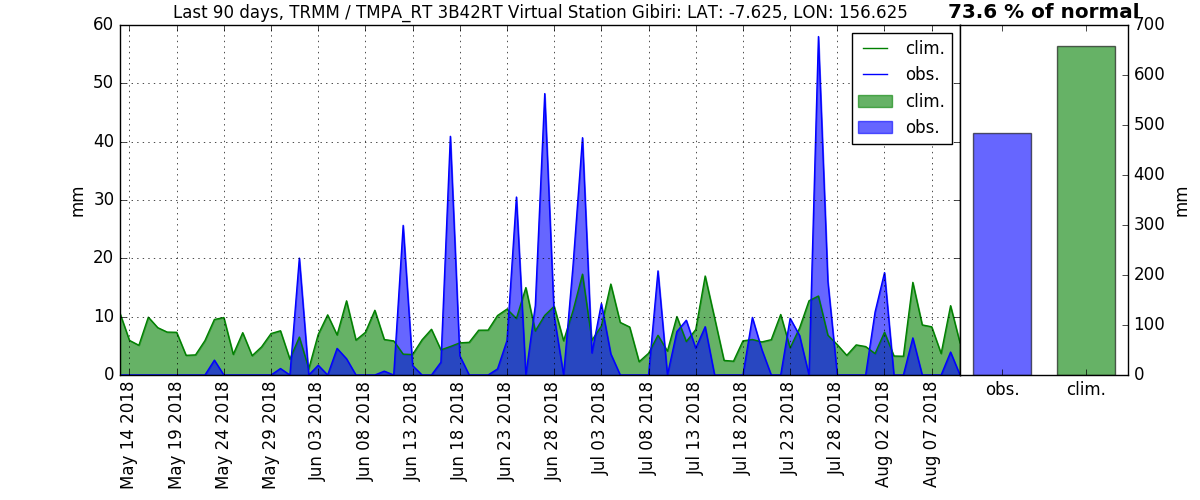 Last 90 days, TRMM / TMPA_RT 3B42RT Virtual Station Gibiri: LAT: -7.625, LON: 156.625
73.6 % of normal
60
50
40
30
20
10
0
mm
clim.
obs.
clim.
obs.
700
600
500
400
300
200
100
0
mm
obs.
clim.
May 14 2018
May 19 2018
May 24 2018
May 29 2018
Jun 03 2018
Jun 08 2018
Jun 13 2018
Jun 18 2018
Jun 23 2018
Jun 28 2018
Jul 03 2018
Jul 08 2018
Jul 13 2018
Jul 18 2018
Jul 23 2018
Jul 28 2018
Aug 02 2018
Aug 07 2018